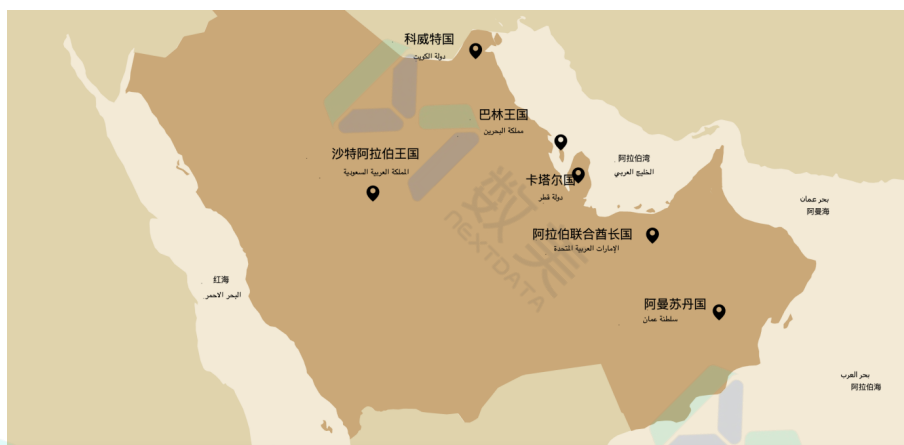 科威特国
دولة الكويت
巴林王国
مملكة البحرين
沙特阿拉伯王国
المملكة العربية السعودية
阿拉伯湾
الخليج العربي
卡塔尔国
دولة قطر
数美
NEXTDATA
بحر عمان
阿曼海
阿拉伯联合酋长国
الإمارات العربية المتحدة
红海
البحر الاحمر
阿曼苏丹国
سلطنة عمان
بحر العرب
阿拉伯海